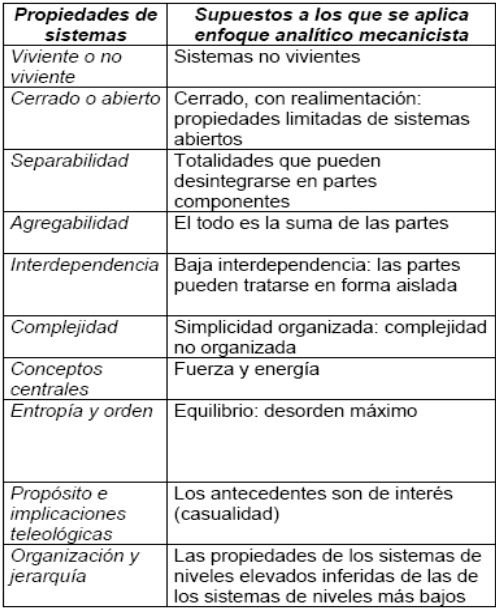 Propiedades de
sistemas
Supuestos a los que se aplica
enfoque analítico mecanicista
Viviente o no
viviente
Sistemas no vivientes
Cerrado o abierto
Cerrado, con realimentación:
propiedades limitadas de sistemas
abiertos
Separabilidad
Totalidades que pueden
desintegrarse en partes
componentes
Agregabilidad
El todo es la suma de las partes
Interdependencia
Baja interdependencia: las partes
pueden tratarse en forma aislada
Complejidad
Simplicidad organizada: complejidad
no organizada
Conceptos
centrales
Fuerza y energía
Entropía y orden
Equilibrio: desorden máximo
Propósito e
implicaciones
teleológicas
Los antecedentes son de interés
(casualidad)
Organización y
jerarquía
Las propiedades de los sistemas de
niveles elevados inferidas de las de
los sistemas de niveles más bajos